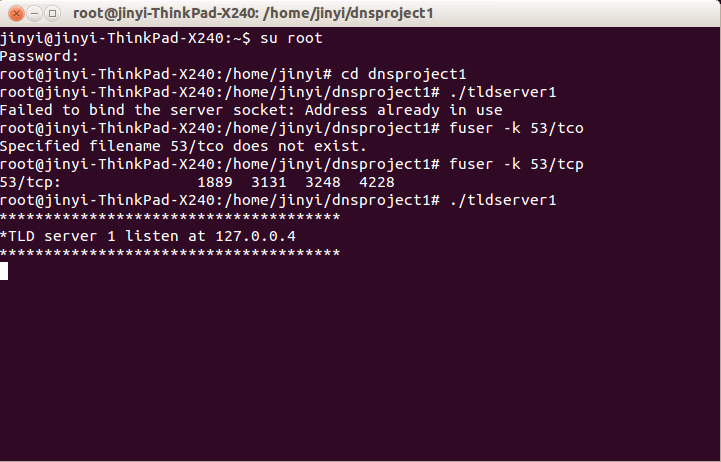 root@jinyi-ThinkPad-X240: /home/jinyi/dnsproject1
jinyi@jinyi-ThinkPad-X240:~$ su root
Password:
root@jinyi-ThinkPad-X240:/home/jinyi# cd dnsproject1
root@jinyi-ThinkPad-X240:/home/jinyi/dnsproject1# ./tldserver1
Failed to bind the server socket: Address already in use
root@jinyi-ThinkPad-X240:/home/jinyi/dnsproject1# fuser -k 53/tco
Specified filename 53/tco does not exist.
root@jinyi-ThinkPad-X240:/home/jinyi/dnsproject1# fuser -k 53/tcp
53/tcp:               1889  3131  3248  4228
root@jinyi-ThinkPad-X240:/home/jinyi/dnsproject1# ./tldserver1
**************************************
*TLD server 1 listen at 127.0.0.4
**************************************